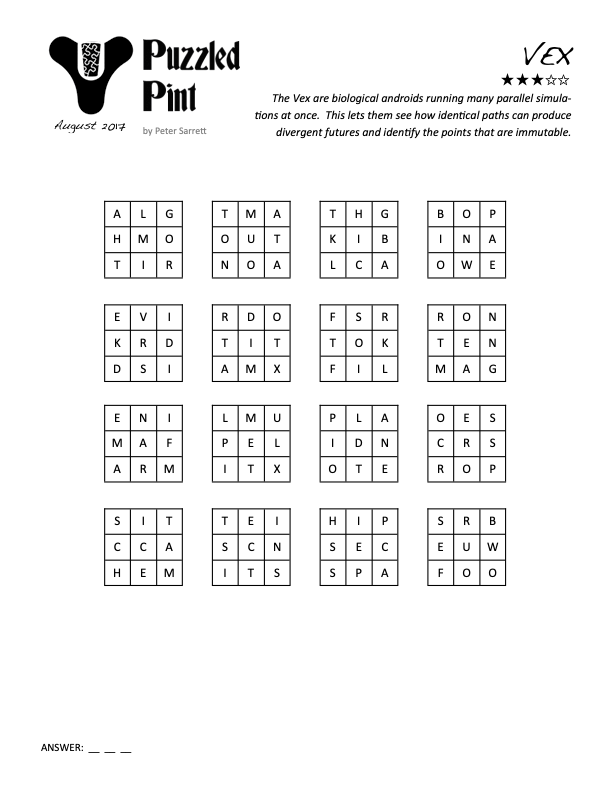 Puzzled
Pint
August 2017
by Peter Sarrett
VEX
★★★☆☆
The Vex are biological androids running many parallel simula-
tions at once. This lets them see how identical paths can produce
divergent futures and identify the points that are immutable.
A L G T M A T H G B O P
H M O O U T K I B I N A
T I R N O A L C A O W E
E V I R D O F S R R O N
K R D T I T T O K T E N
D S I A M X F I L M A G
E N I L M U P L A O E S
M A F P E L I D N C R S
A R M I T X O T E R O P
S I T T E I H I P S R B
C C A S C N S E C E U W
H E M I T S S P A F O O
ANSWER: __ __ __